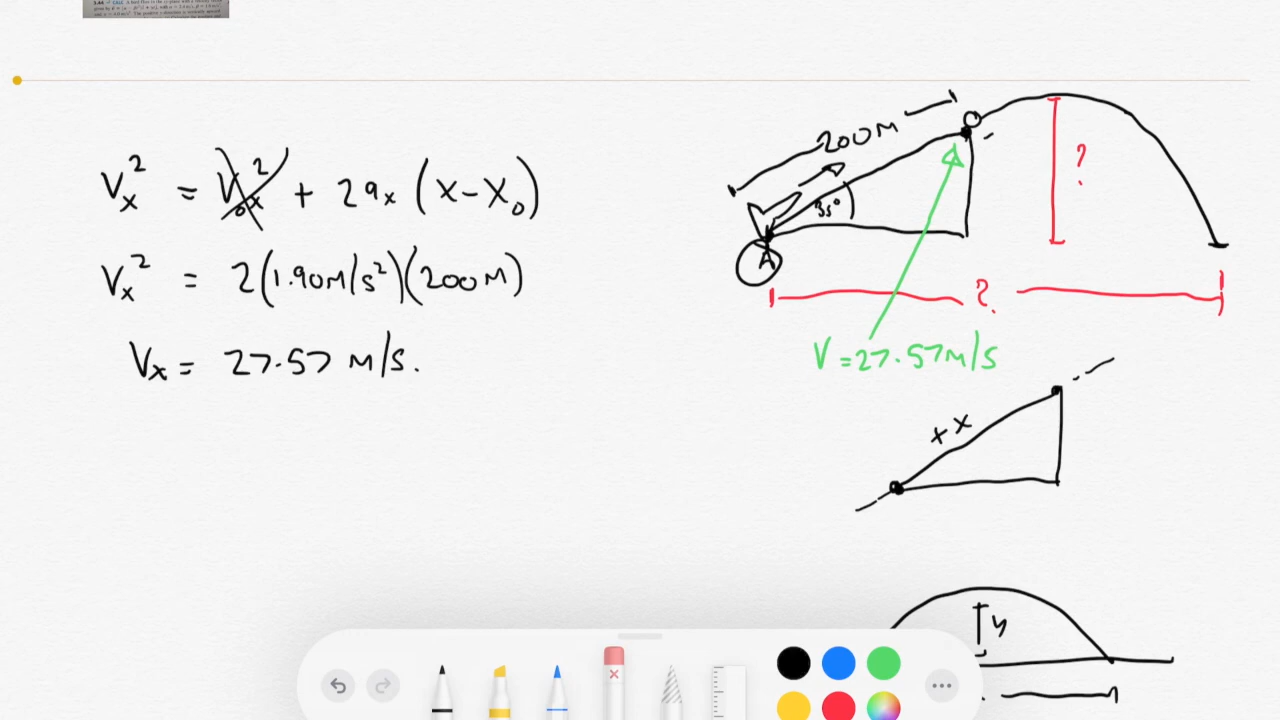 Vx² = V₀x² + 2ax (x-x₀)
Vx² = 2(1.90m/s²)(200m)
Vx = 27.57 m/s.
200m
35°
A
?
?
V=27.57m/s
+x
y